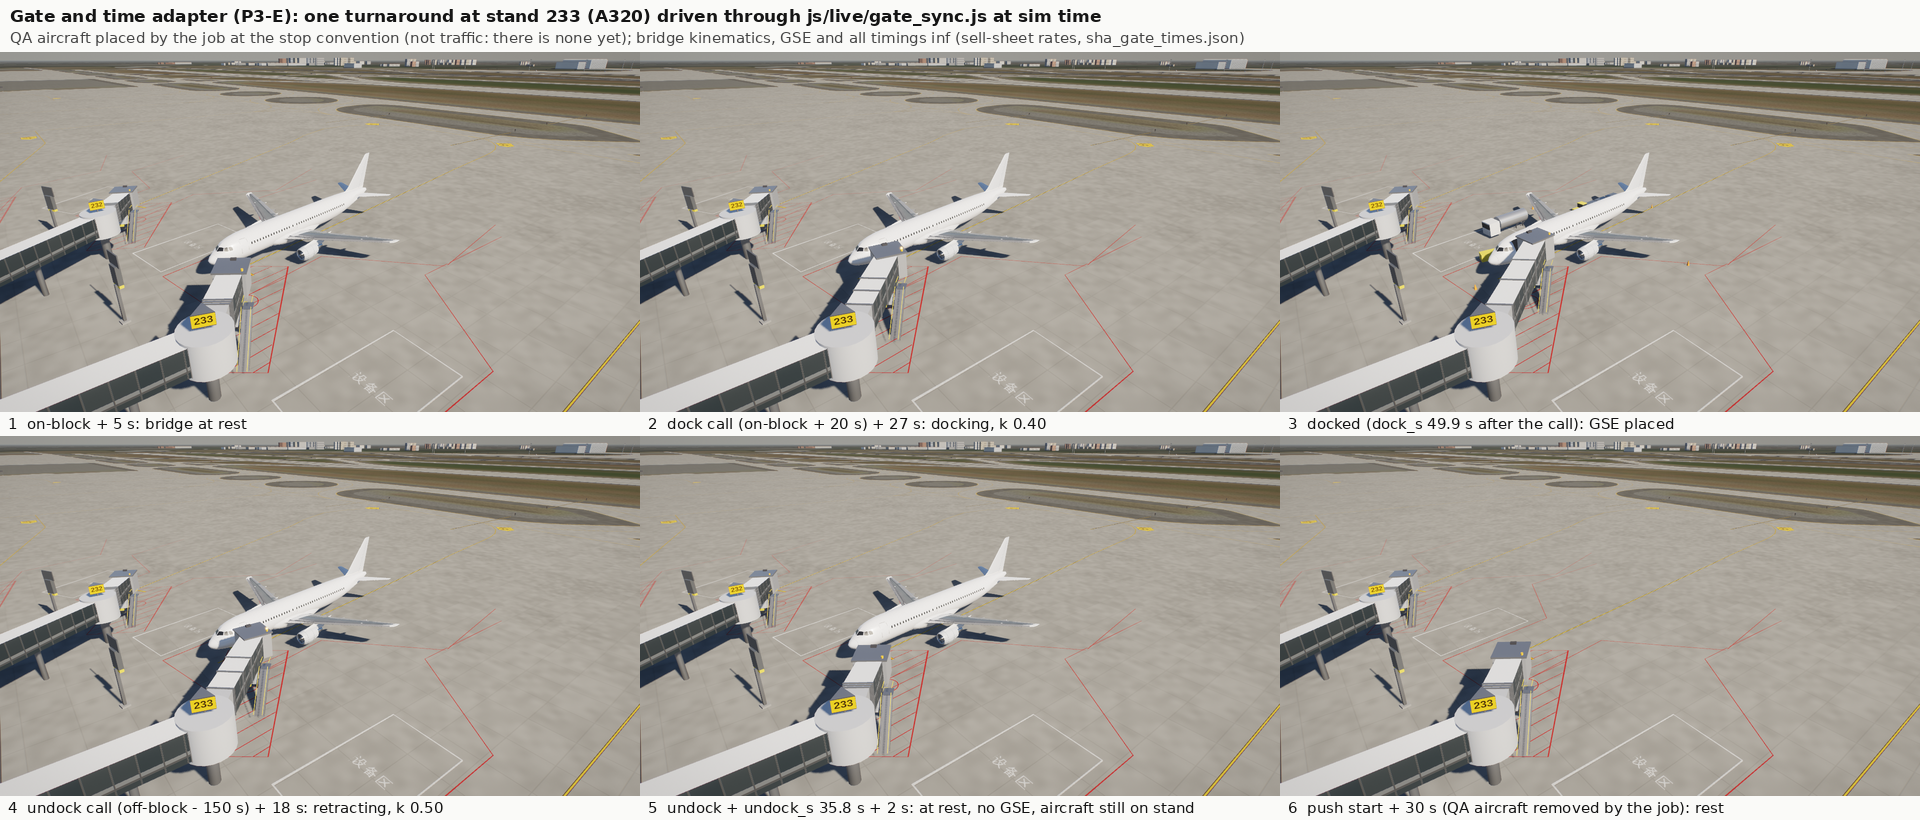 Gate and time adapter (P3-E): one turnaround at stand 233 (A320) driven through js/live/gate_sync.js at sim time
QA aircraft placed by the job at the stop convention (not traffic: there is none yet); bridge kinematics, GSE and all timings inf (sell-sheet rates, sha_gate_times.json)
232
233
设备区
232
233
设备区
232
233
设备区
1 on-block + 5 s: bridge at rest
2 dock call (on-block + 20 s) + 27 s: docking, k 0.40
3 docked (dock_s 49.9 s after the call): GSE placed
232
233
设备区
232
233
设备区
232
233
设备区
4 undock call (off-block - 150 s) + 18 s: retracting, k 0.50
5 undock + undock_s 35.8 s + 2 s: at rest, no GSE, aircraft still on stand
6 push start + 30 s (QA aircraft removed by the job): rest